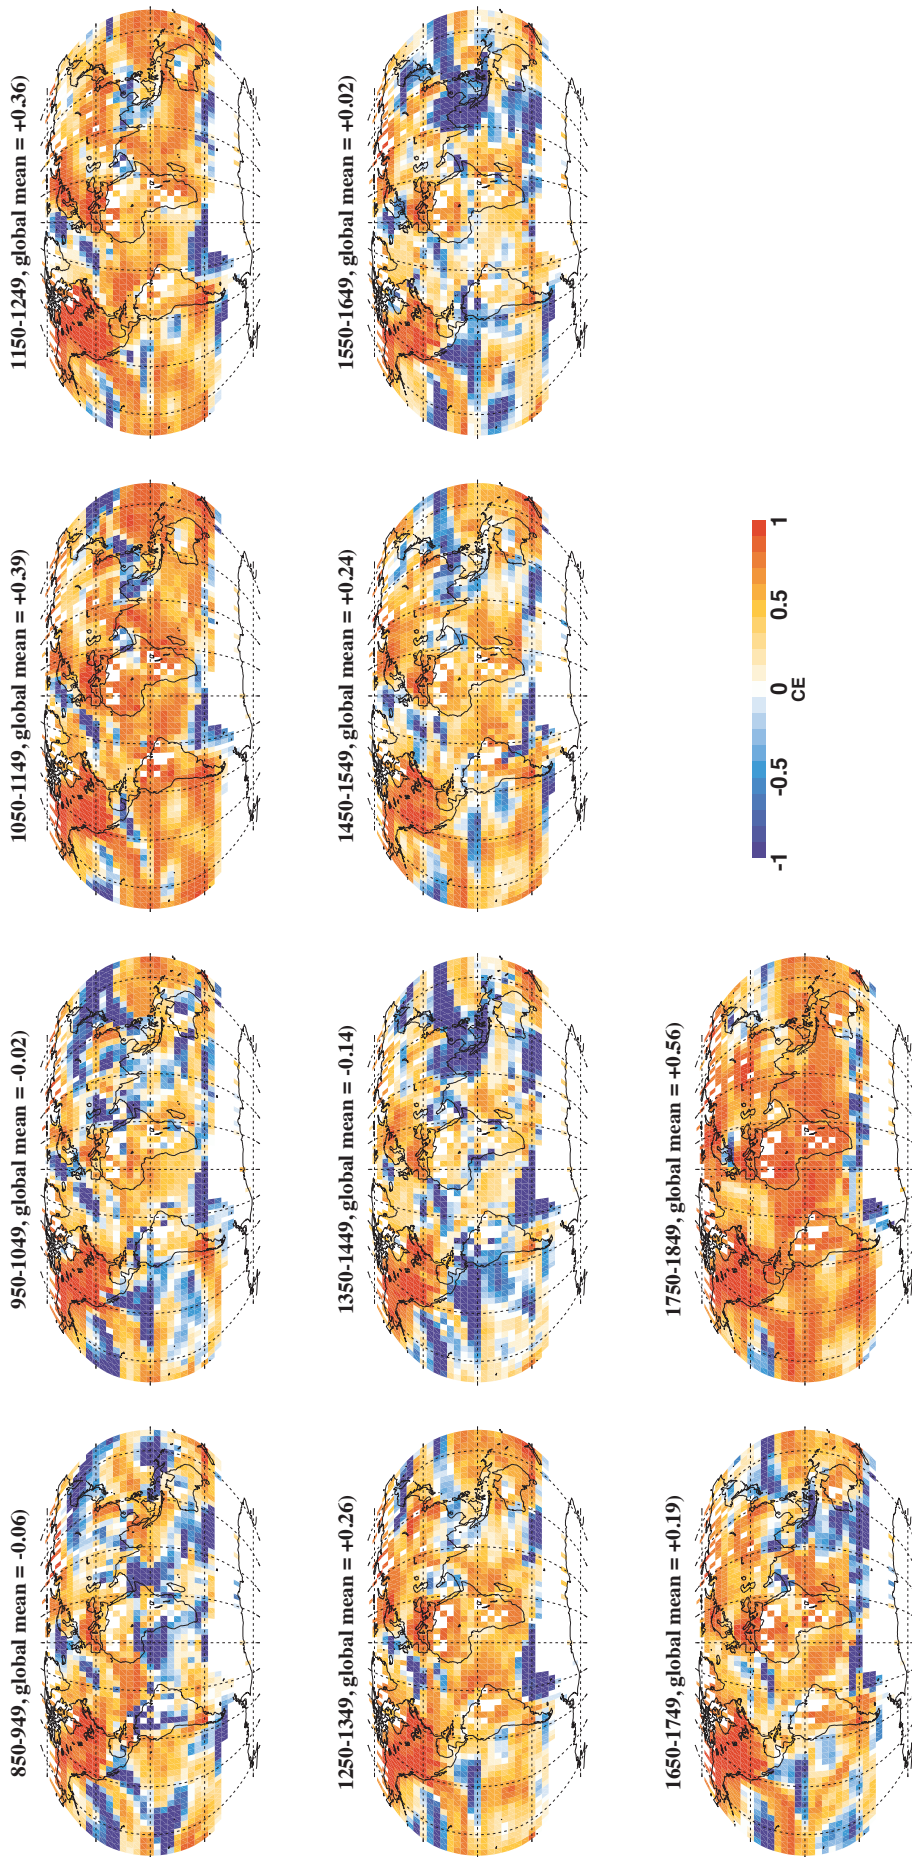 850-949, global mean = -0.06)
950-1049, global mean = -0.02)
1050-1149, global mean = +0.39)
1150-1249, global mean = +0.36)
1250-1349, global mean = +0.26)
1350-1449, global mean = -0.14)
1450-1549, global mean = +0.24)
1550-1649, global mean = +0.02)
1650-1749, global mean = +0.19)
1750-1849, global mean = +0.56)
-1 -0.5 0 0.5 1
CE